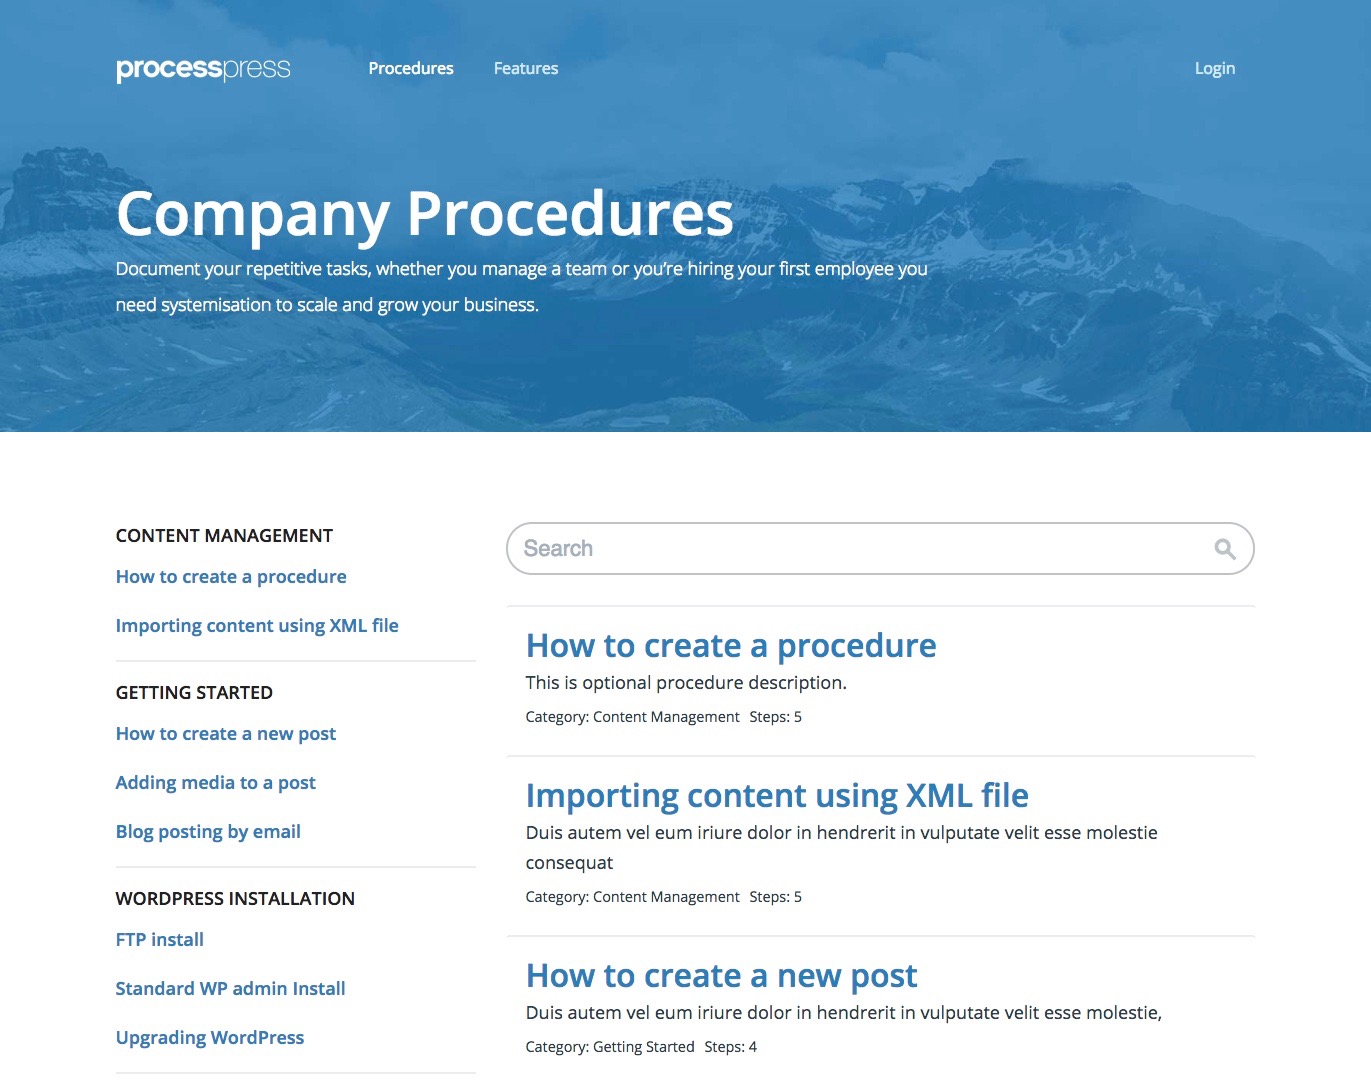 processpress
Procedures
Features
Login
Company Procedures
Document your repetitive tasks, whether you manage a team or you’re hiring your first employee you
need systemisation to scale and grow your business.
CONTENT MANAGEMENT
How to create a procedure
Importing content using XML file
GETTING STARTED
How to create a new post
Adding media to a post
Blog posting by email
WORDPRESS INSTALLATION
FTP install
Standard WP admin Install
Upgrading WordPress
Search
How to create a procedure
This is optional procedure description.
Category: Content Management Steps: 5
Importing content using XML file
Duis autem vel eum iriure dolor in hendrerit in vulputate velit esse molestie
consequat
Category: Content Management Steps: 5
How to create a new post
Duis autem vel eum iriure dolor in hendrerit in vulputate velit esse molestie,
Category: Getting Started Steps: 4